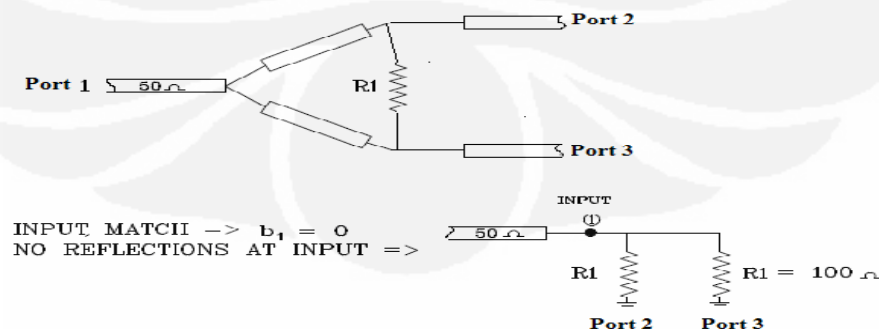 Port 2
Port 1
50 Ω
R1
Port 3
INPUT MATCH -> b₁ = 0
NO REFLECTIONS AT INPUT =>
50 Ω
INPUT
(1)
R1
R1 = 100 Ω
Port 2
Port 3